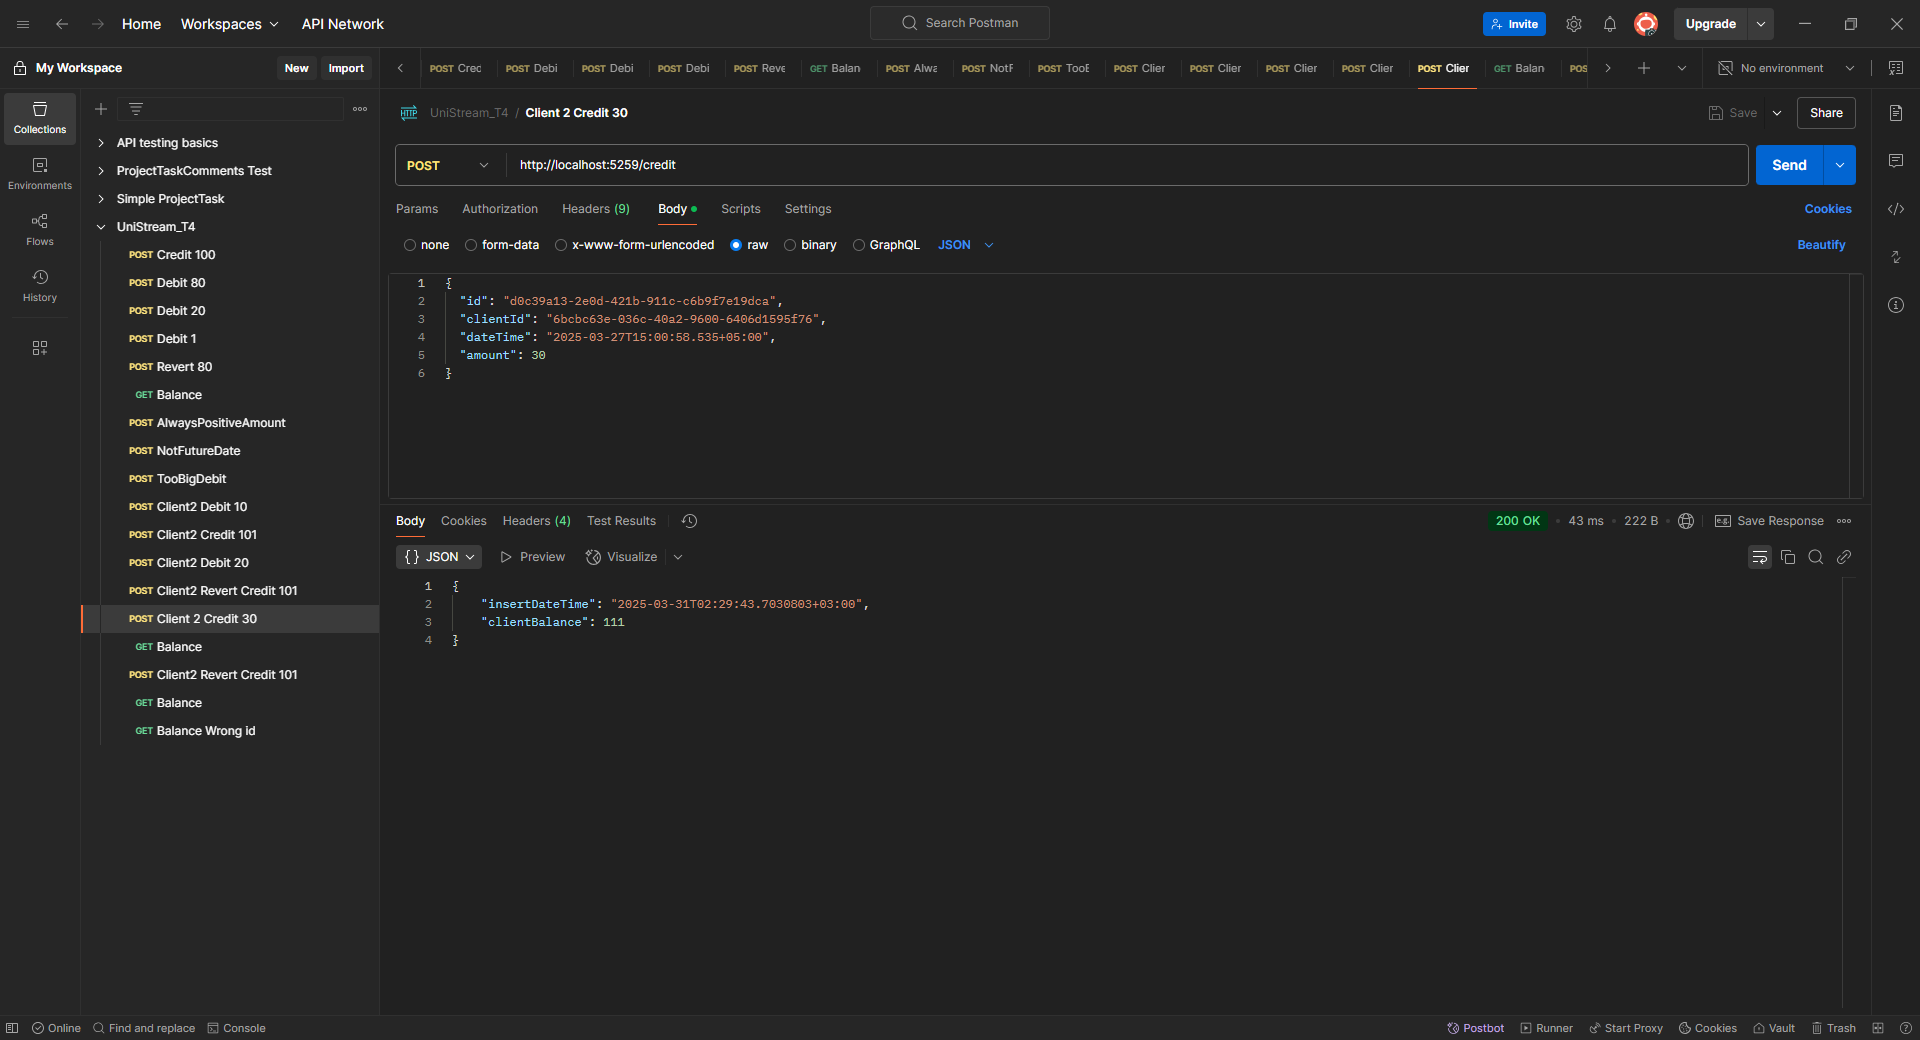 Home Workspaces API Network Search Postman Invite Upgrade
My Workspace New Import
POST Cred POST Debi POST Debi POST Debi POST Reve GET Balan POST Alwa POST NotF POST TooB POST Clier POST Clier POST Clier POST Clier POST Clier GET Balan POS No environment
Collections
Environments
Flows
History
API testing basics
ProjectTaskComments Test
Simple ProjectTask
UniStream_T4
POST Credit 100
POST Debit 80
POST Debit 20
POST Debit 1
POST Revert 80
GET Balance
POST AlwaysPositiveAmount
POST NotFutureDate
POST TooBigDebit
POST Client2 Debit 10
POST Client2 Credit 101
POST Client2 Debit 20
POST Client2 Revert Credit 101
POST Client 2 Credit 30
GET Balance
POST Client2 Revert Credit 101
GET Balance
GET Balance Wrong id
HTTP UniStream_T4 / Client 2 Credit 30 Save Share
POST http://localhost:5259/credit Send
Params Authorization Headers (9) Body Scripts Settings Cookies
none form-data x-www-form-urlencoded raw binary GraphQL JSON Beautify
1 {
2 "id": "d0c39a13-2e0d-421b-911c-c6b9f7e19dca",
3 "clientId": "6bcbc63e-036c-40a2-9600-6406d1595f76",
4 "dateTime": "2025-03-27T15:00:58.535+05:00",
5 "amount": 30
6 }
Body Cookies Headers (4) Test Results 200 OK • 43 ms • 222 B • e.g. Save Response
{} JSON Preview Visualize
1 {
2 "insertDateTime": "2025-03-31T02:29:43.7030803+03:00",
3 "clientBalance": 111
4 }
Online Find and replace Console Postbot Runner Start Proxy Cookies Vault Trash